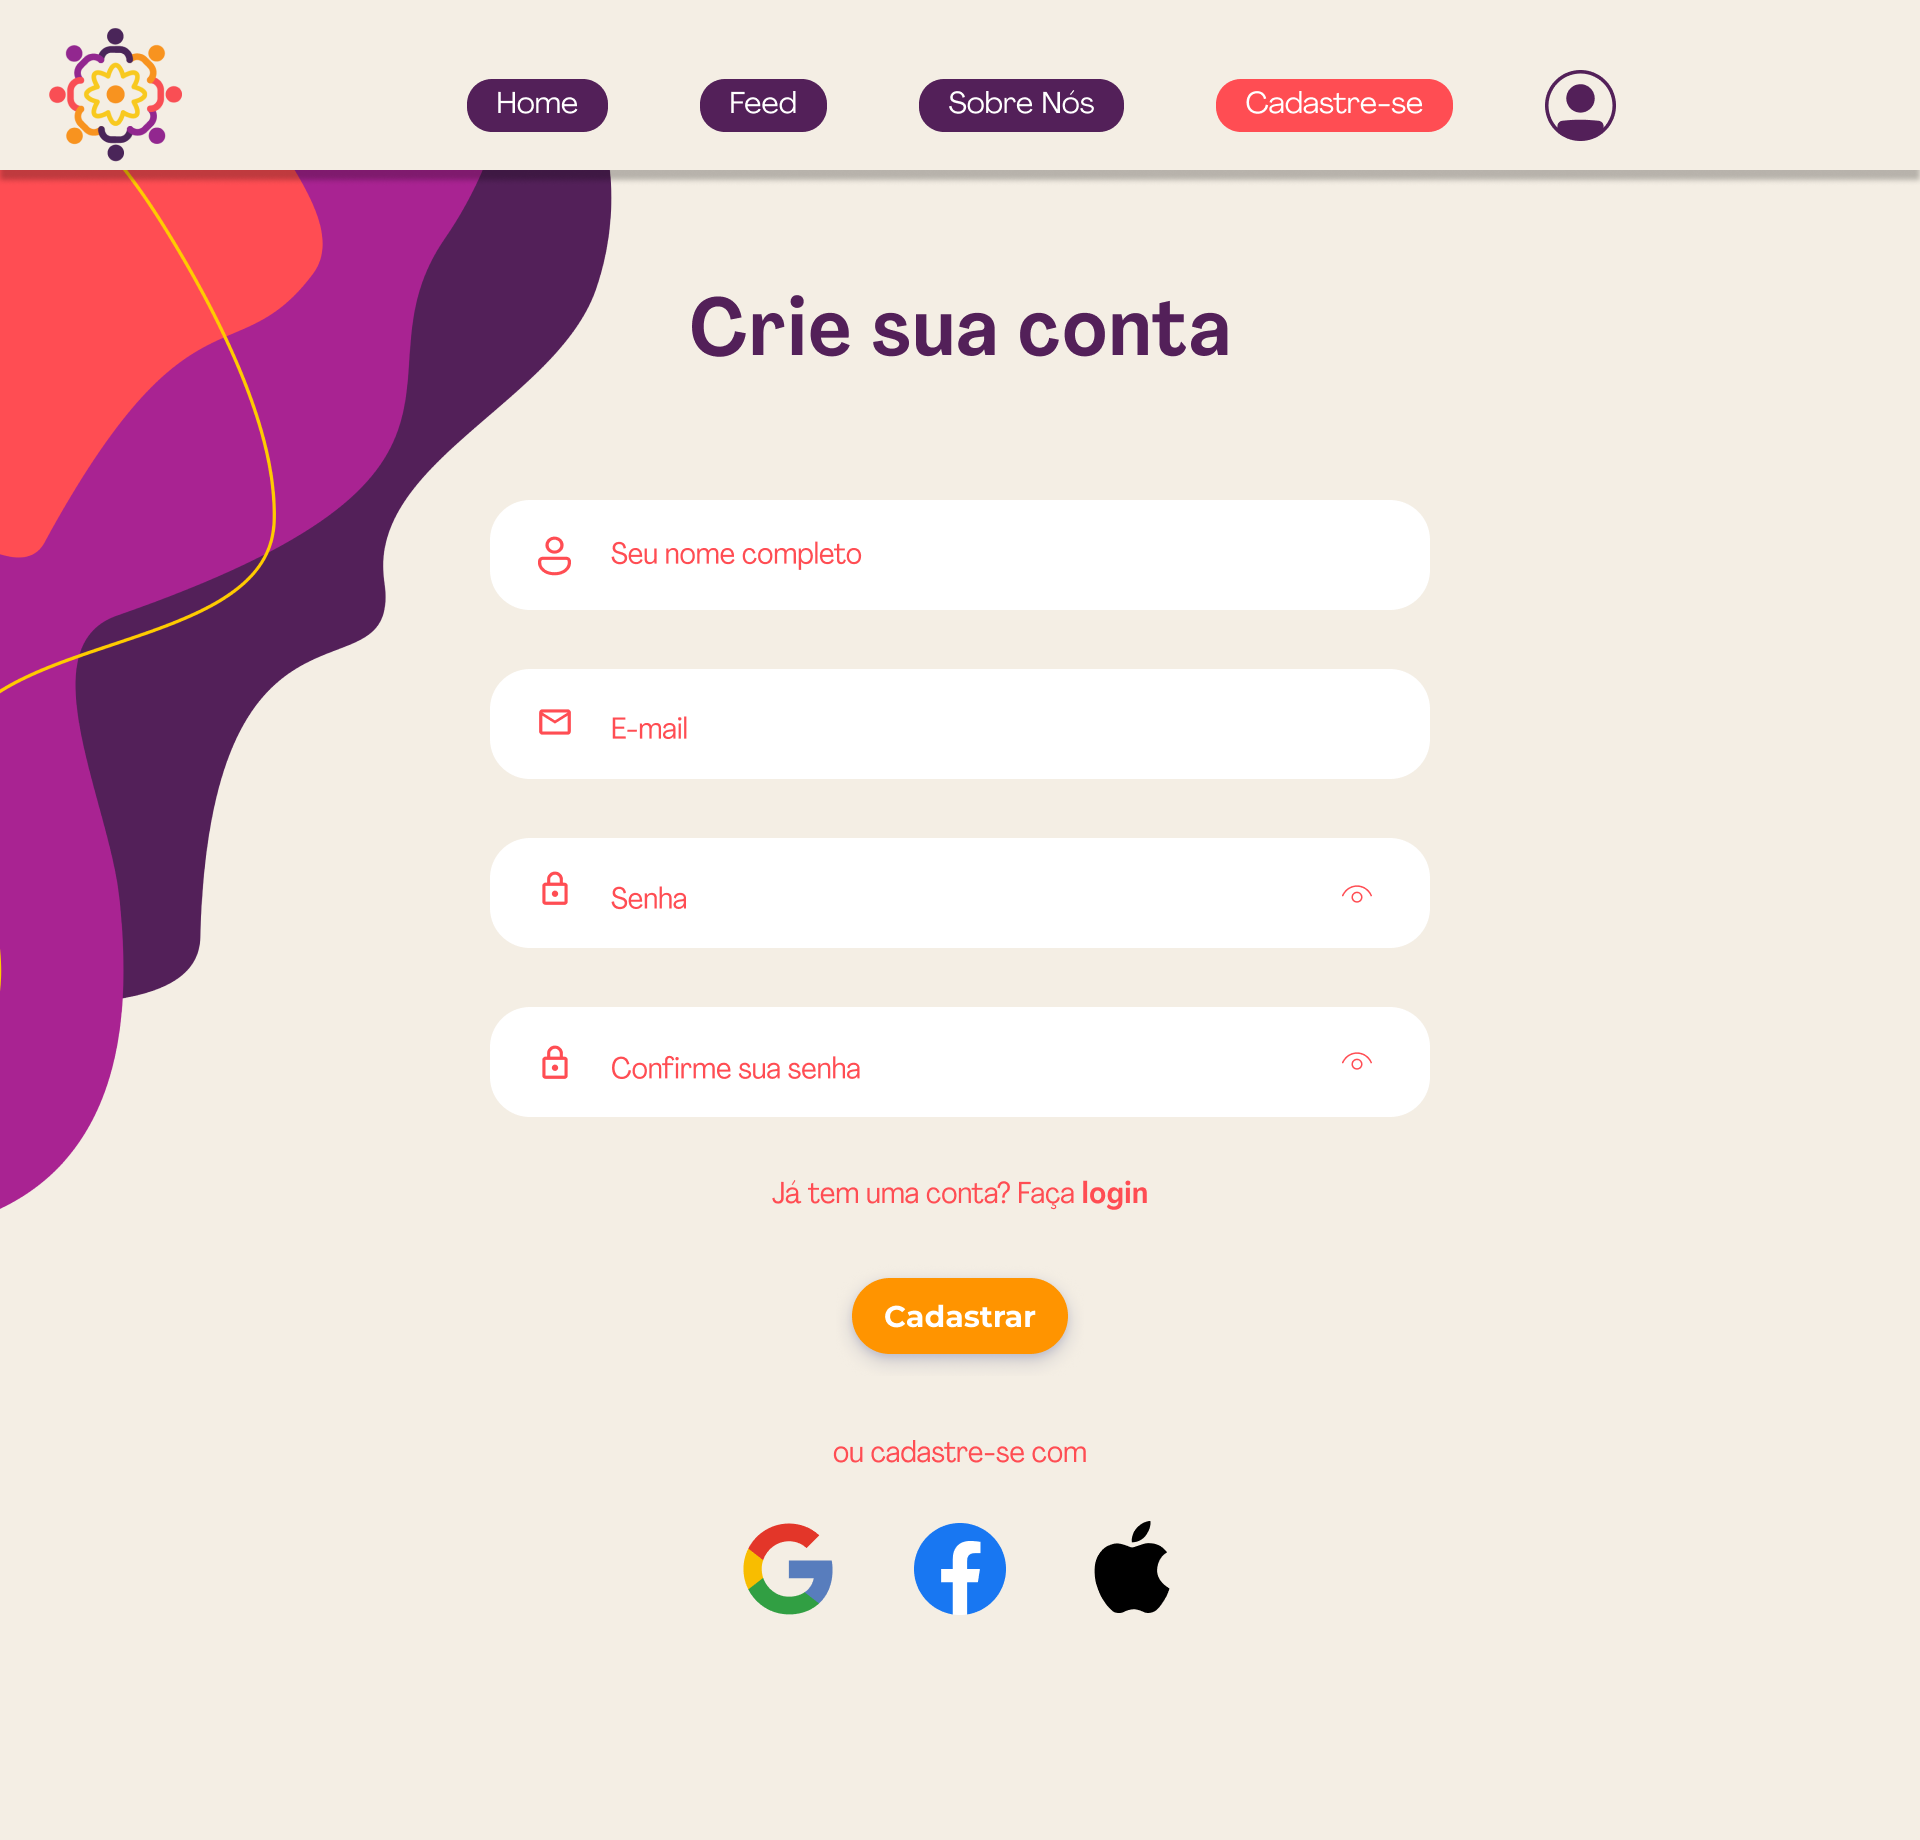 Home
Feed
Sobre Nós
Cadastre-se
Crie sua conta
Seu nome completo
E-mail
Senha
Confirme sua senha
Já tem uma conta? Faça login
Cadastrar
ou cadastre-se com